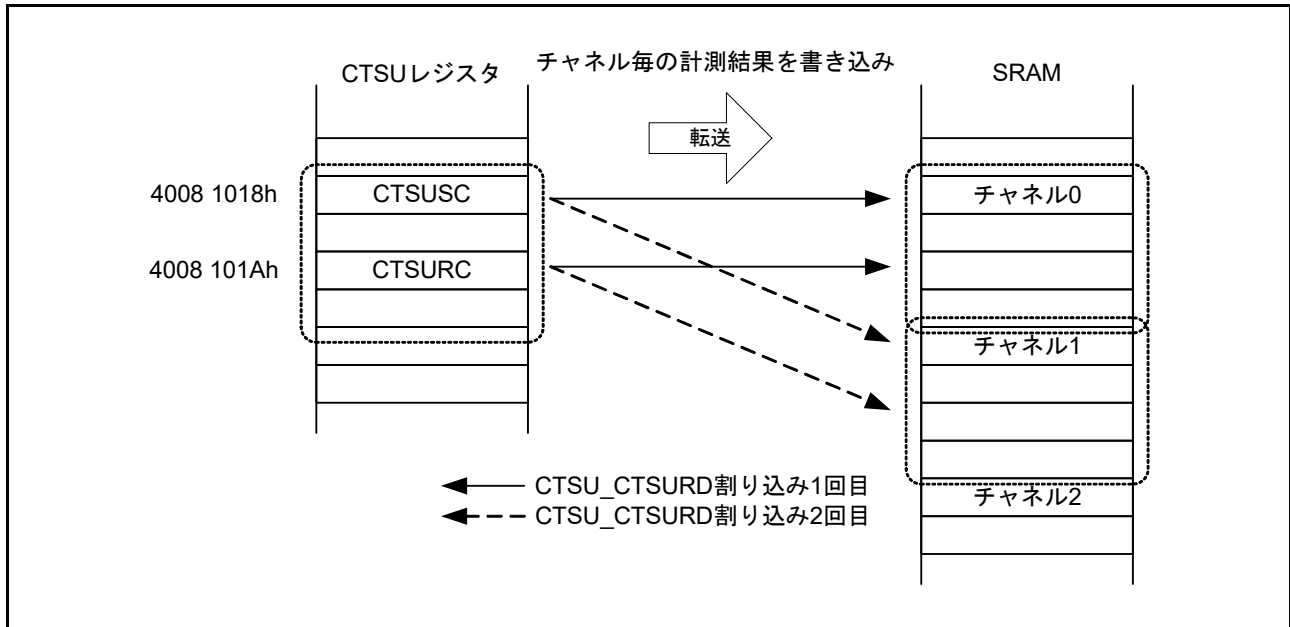 チャネル毎の計測結果を書き込み
CTSUレジスタ
SRAM
転送
4008 1018h
CTSUSC
チャネル0
4008 101Ah
CTSURC
チャネル1
CTSU_CTSURD割り込み1回目
CTSU_CTSURD割り込み2回目
チャネル2